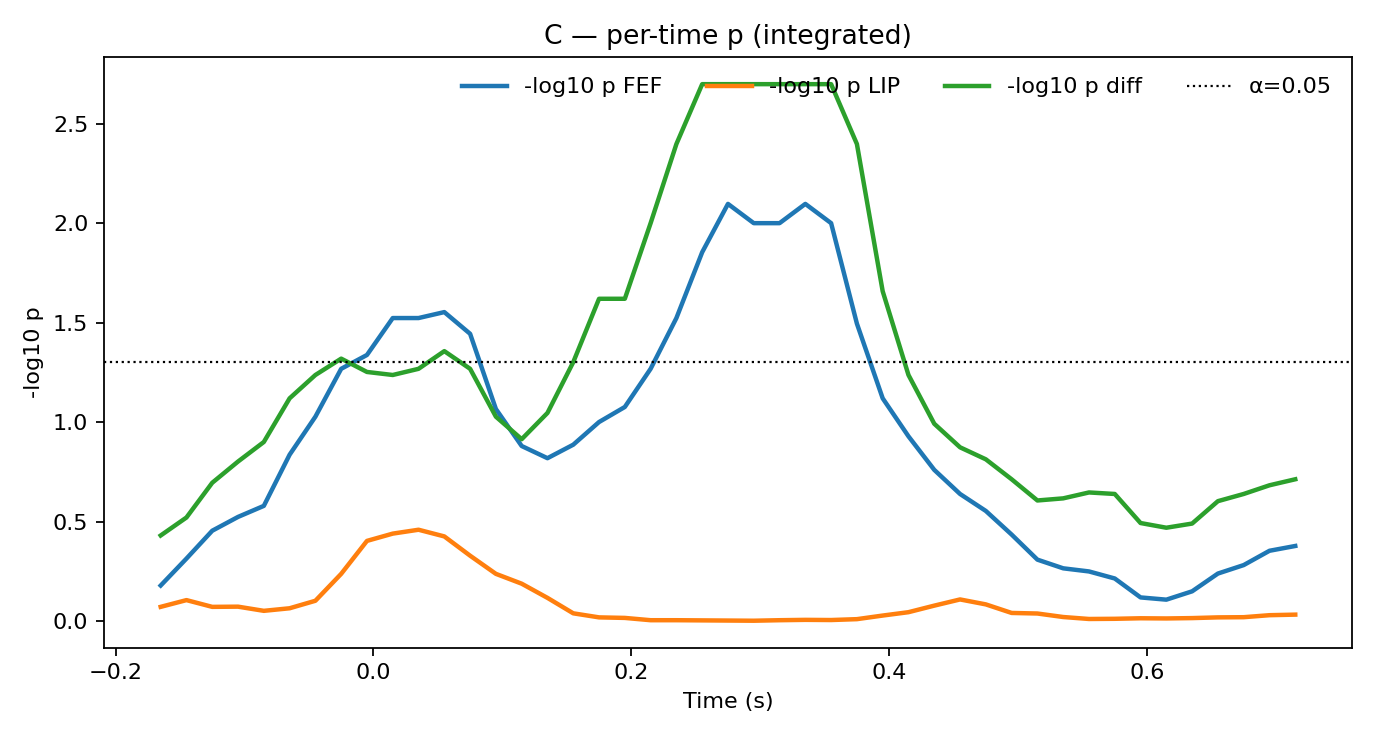 C — per-time p (integrated)
-log10 p FEF
-log10 p LIP
-log10 p diff
α=0.05
-log10 p
2.5
2.0
1.5
1.0
0.5
0.0
−0.2
0.0
0.2
0.4
0.6
Time (s)